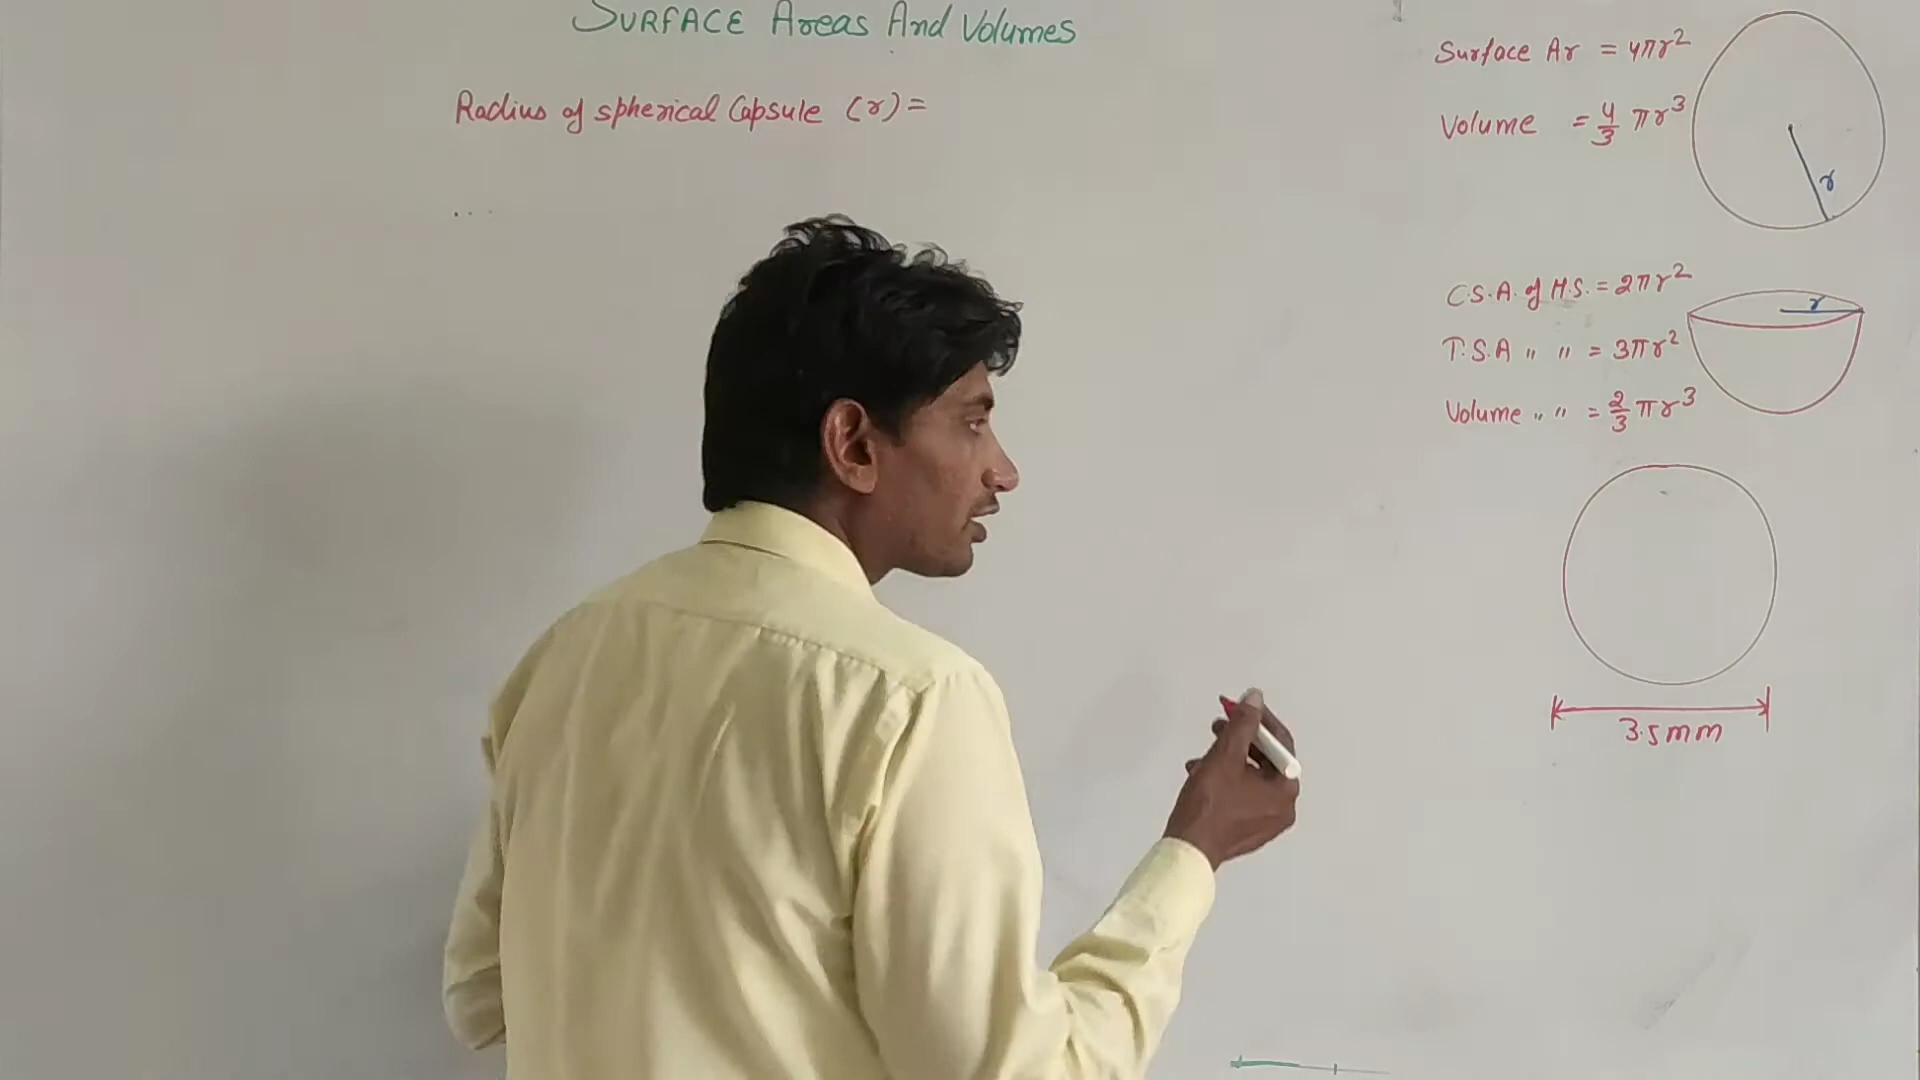 SURFACE Areas And Volumes
Radius of spherical Capsule (r) =
Surface Ar = 4πr²
Volume = 4/3 πr³
r
C.S.A. of H.S. = 2πr²
T.S.A " " = 3πr²
Volume " " = 2/3 πr³
r
3.5mm